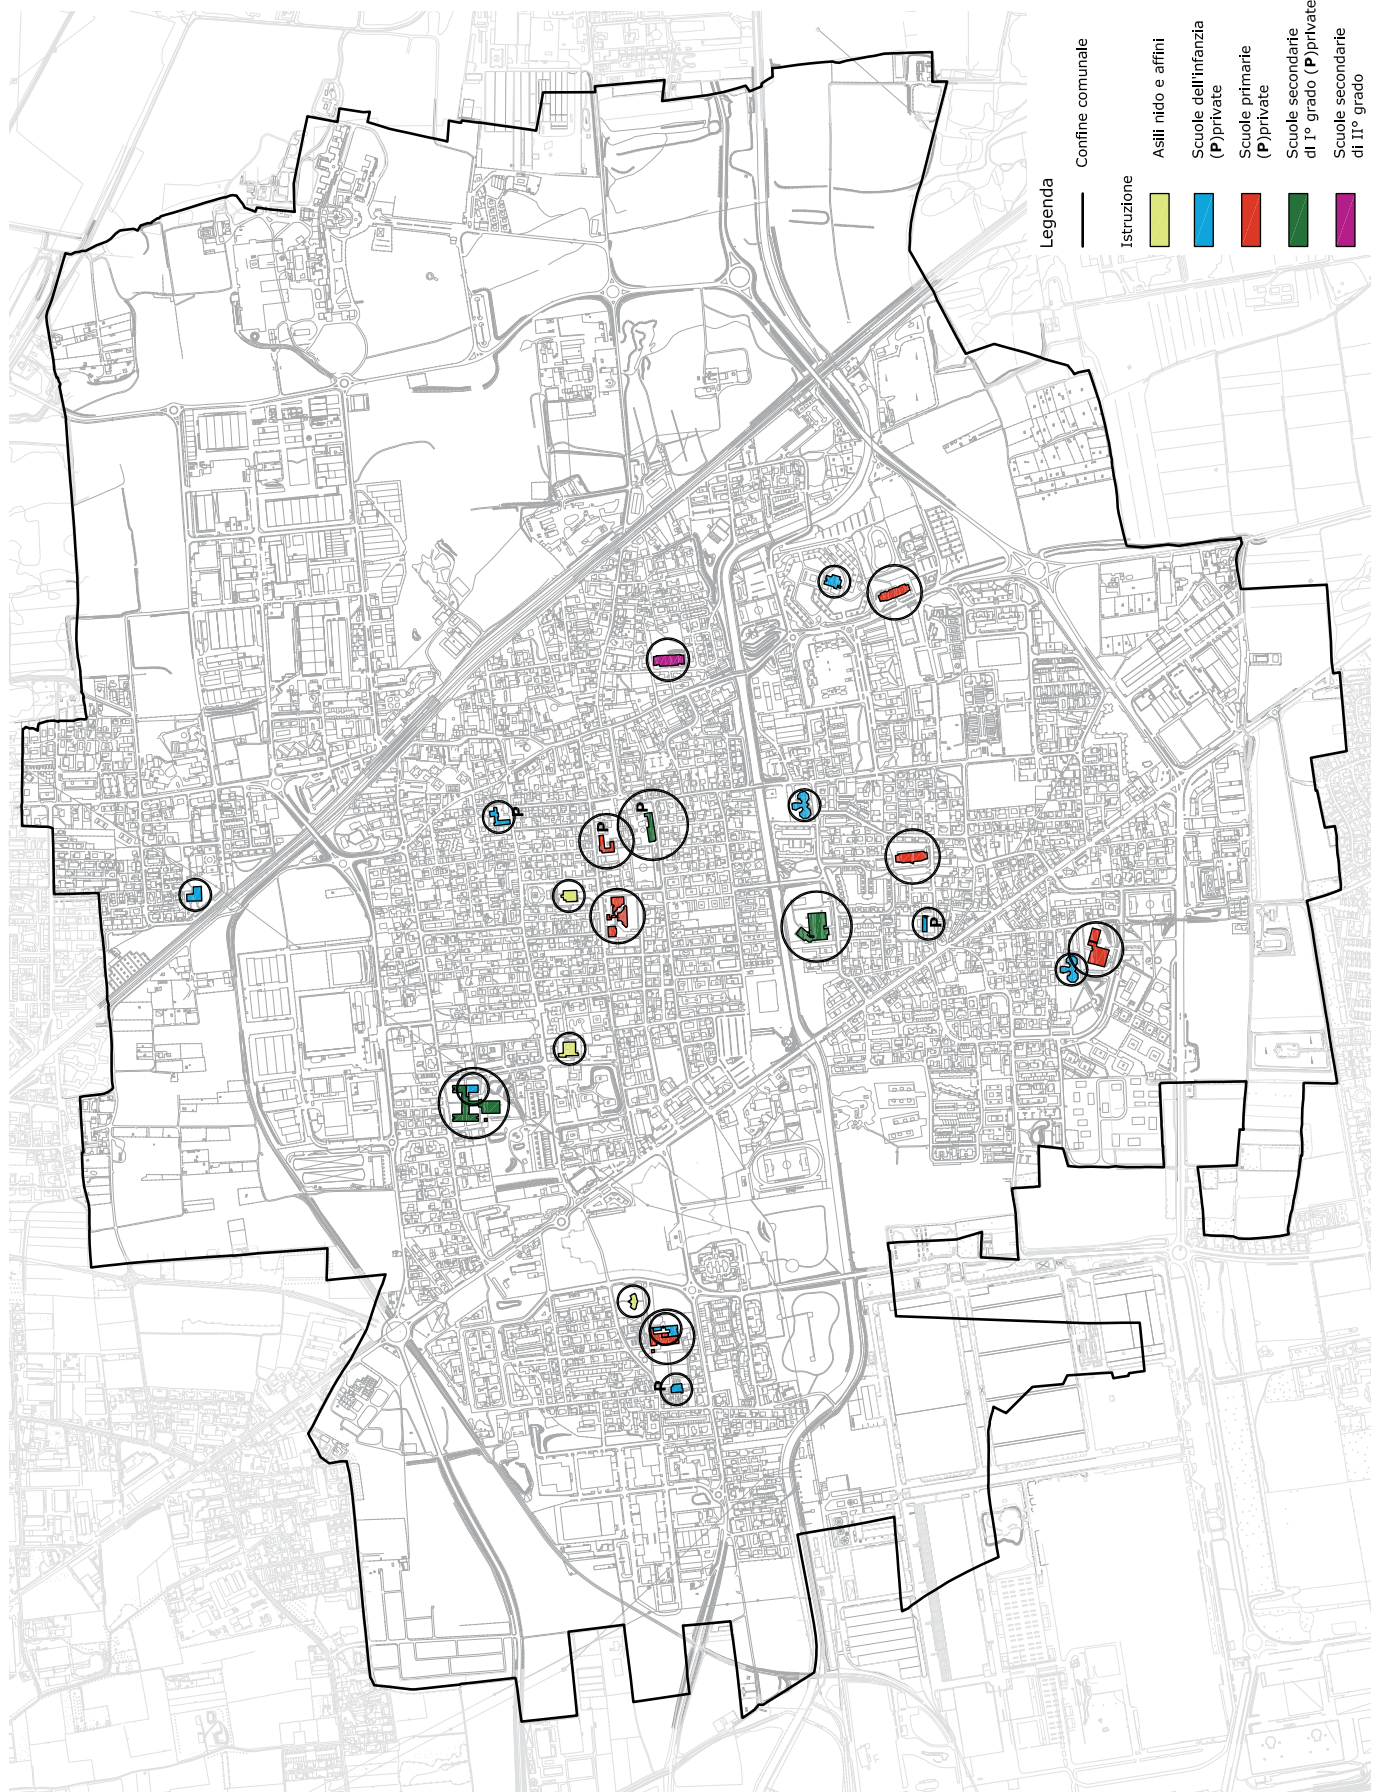 Legenda
Confine comunale
Istruzione
Asili nido e affini
Scuole dell'infanzia
(P)private
Scuole primarie
(P)private
Scuole secondarie
dI I° grado (P)prIvate
Scuole secondarie
di II° grado
P
P
P
P
P